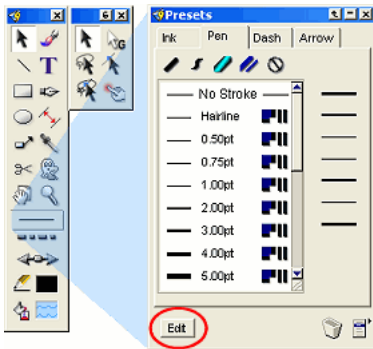 6
Presets
Ink Pen Dash Arrow
T
G
No Stroke
Hairline
0.50pt
0.75pt
1.00pt
2.00pt
3.00pt
4.00pt
5.00pt
Edit